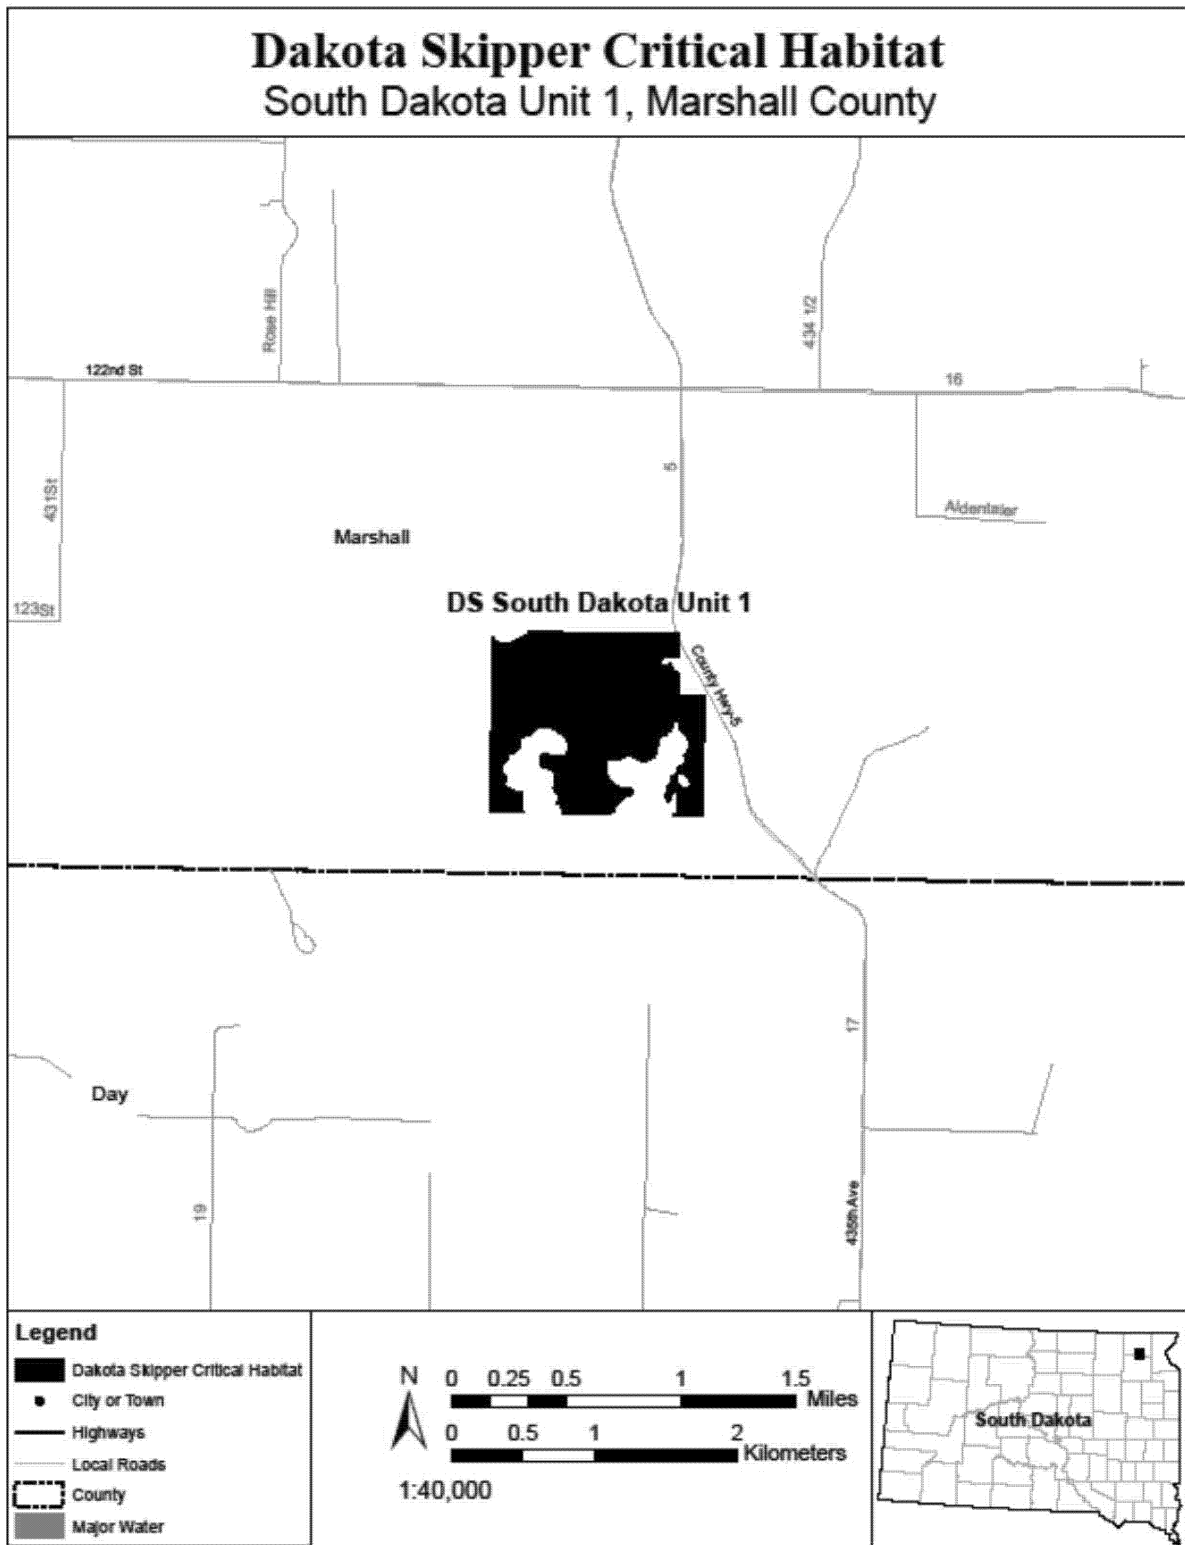 Dakota Skipper Critical Habitat
South Dakota Unit 1, Marshall County
Rose Hill
434 1/2
122nd St
16
5
431St
Aldentaler
Marshall
123St
DS South Dakota Unit 1
County Hwy-5
17
Day
19
435th Ave
Legend
Dakota Skipper Critical Habitat
City or Town
Highways
Local Roads
County
Major Water
N
0 0.25 0.5 1 1.5
Miles
0 0.5 1 2
Kilometers
1:40,000
South Dakota